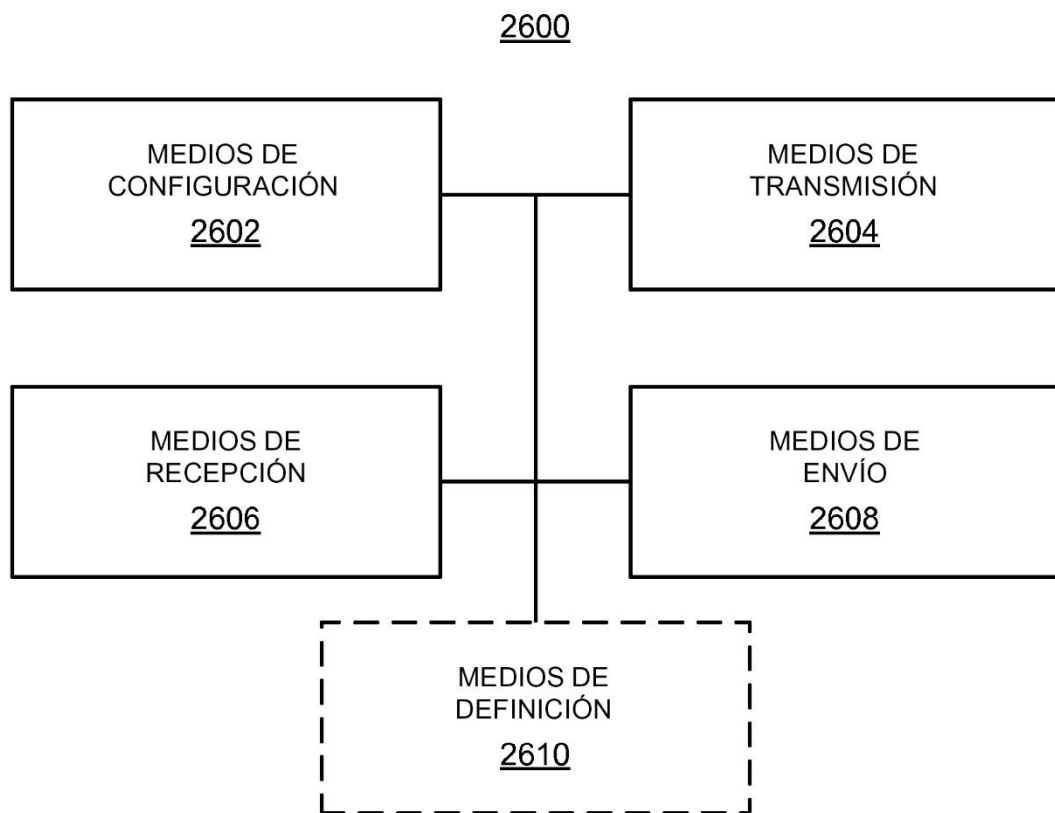 2600
MEDIOS DE
CONFIGURACIÓN
2602
MEDIOS DE
TRANSMISIÓN
2604
MEDIOS DE
RECEPCIÓN
2606
MEDIOS DE
ENVÍO
2608
MEDIOS DE
DEFINICIÓN
2610